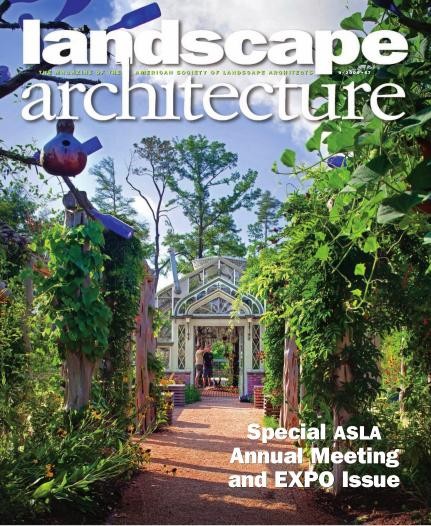 landscape
THE MAGAZINE OF THE AMERICAN SOCIETY OF LANDSCAPE ARCHITECTS
architecture
Special ASLA
Annual Meeting
and EXPO Issue